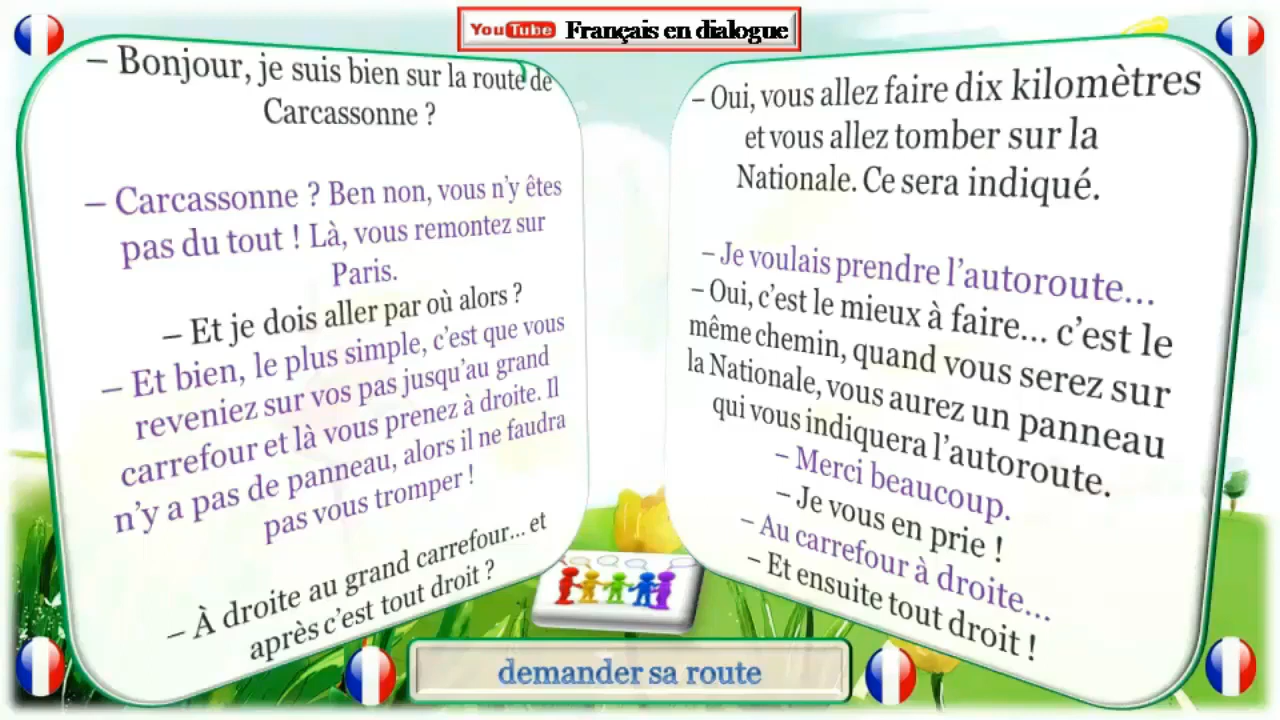 YouTube Français en dialogue
– Bonjour, je suis bien sur la route de
Carcassonne ?
– Carcassonne ? Ben non, vous n’y êtes
pas du tout ! Là, vous remontez sur
Paris.
– Et je dois aller par où alors ?
– Et bien, le plus simple, c’est que vous
reveniez sur vos pas jusqu’au grand
carrefour et là vous prenez à droite. Il
n’y a pas de panneau, alors il ne faudra
pas vous tromper !
– À droite au grand carrefour... et
après c’est tout droit ?
– Oui, vous allez faire dix kilomètres
et vous allez tomber sur la
Nationale. Ce sera indiqué.
– Je voulais prendre l’autoroute...
– Oui, c’est le mieux à faire... c’est le
même chemin, quand vous serez sur
la Nationale, vous aurez un panneau
qui vous indiquera l’autoroute.
– Merci beaucoup.
– Je vous en prie !
– Au carrefour à droite...
– Et ensuite tout droit !
demander sa route